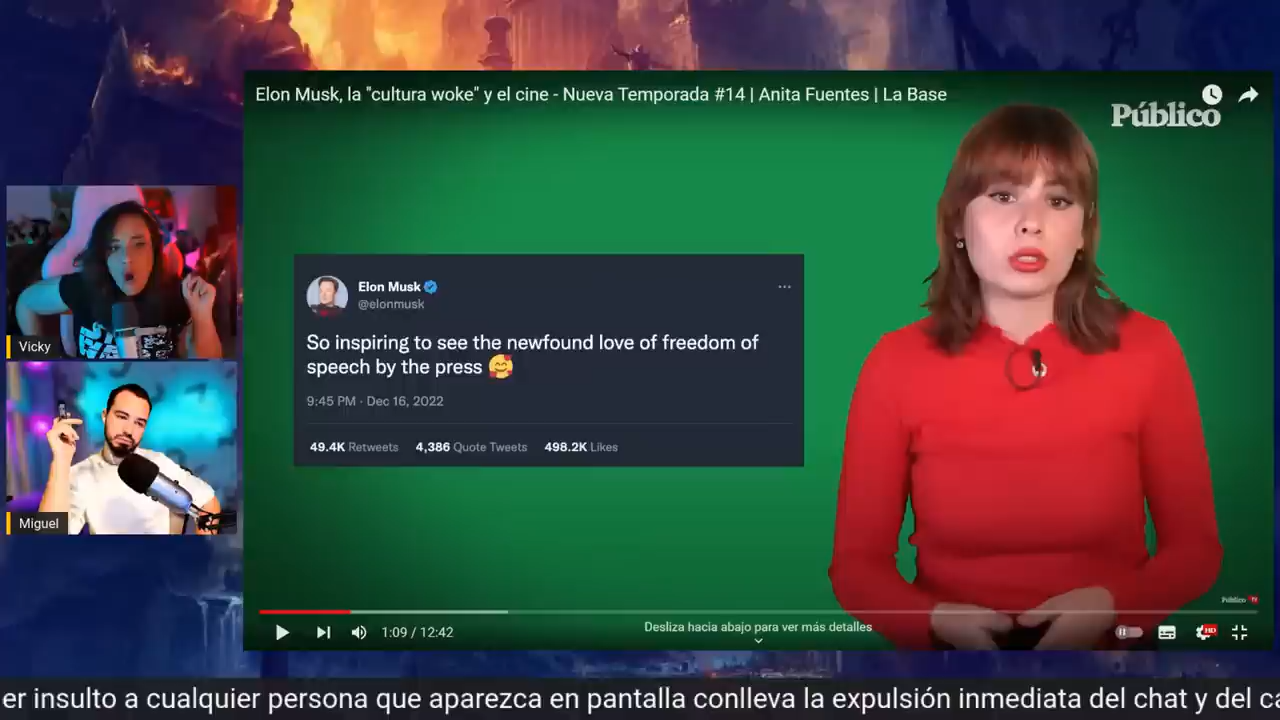 Elon Musk, la "cultura woke" y el cine - Nueva Temporada #14 | Anita Fuentes | La Base
Público
Vicky
Miguel
Elon Musk
@elonmusk
So inspiring to see the newfound love of freedom of
speech by the press 🥰
9:45 PM · Dec 16, 2022
49.4K Retweets 4,386 Quote Tweets 498.2K Likes
Público
Desliza hacia abajo para ver más detalles
1:09 / 12:42
HD
er insulto a cualquier persona que aparezca en pantalla conlleva la expulsión inmediata del chat y del ca